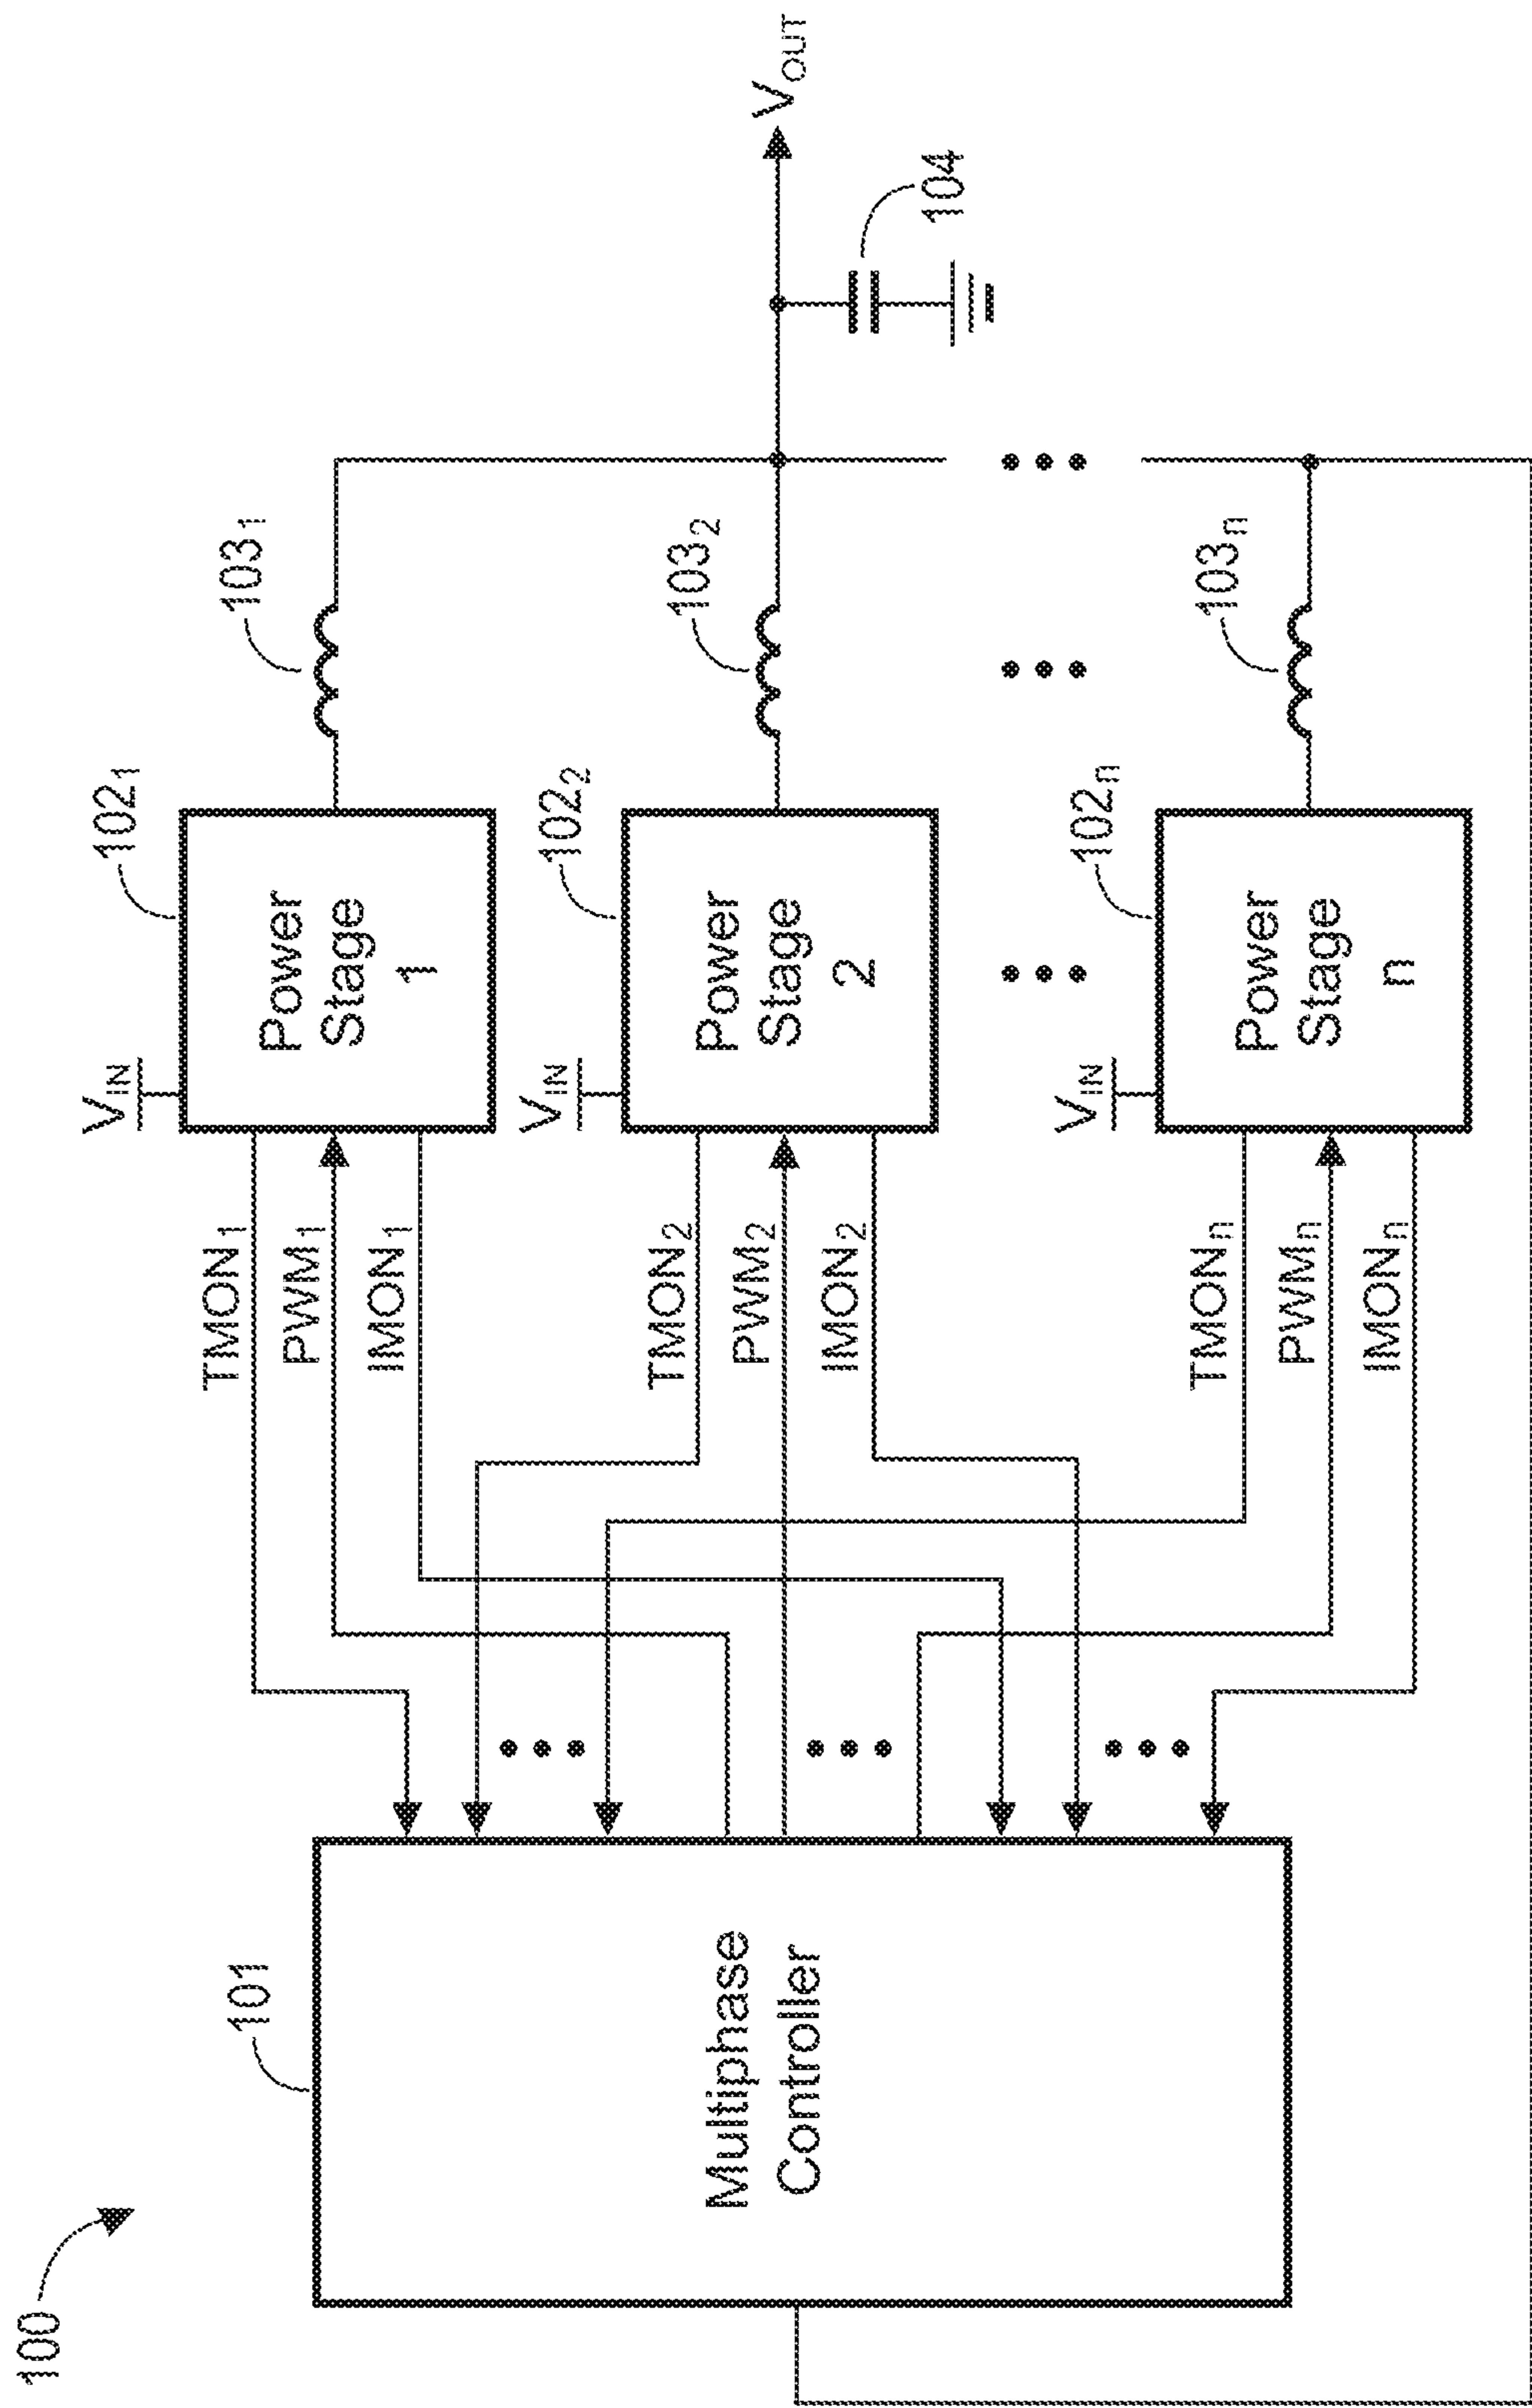 100
101
Multiphase
Controller
TMON1
PWM1
IMON1
VIN
1021
Power
Stage
1
1031
TMON2
PWM2
IMON2
VIN
1022
Power
Stage
2
1032
VOUT
104
TMONn
PWMn
IMONn
VIN
102n
Power
Stage
n
103n